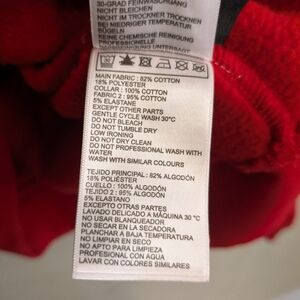 30-GRAD-FEINWASCHGANG
NICHT BLEICHEN
NICHT IM TROCKNER TROCKNEN
BEI NIEDRIGER TEMPERATUR
BÜGELN
KEINE CHEMISCHE REINIGUNG
PROFESSIONELLE
NASSREINIGUNG UNTERSAGT
30
MAIN FABRIC : 82% COTTON
18% POLYESTER
COLLAR : 100% COTTON
FABRIC 2 : 95% COTTON
5% ELASTANE
EXCEPT OTHER PARTS
GENTLE CYCLE WASH 30°C
DO NOT BLEACH
DO NOT TUMBLE DRY
LOW IRONING
DO NOT DRY CLEAN
DO NOT PROFESSIONAL WASH WITH
WATER
WASH WITH SIMILAR COLOURS
TEJIDO PRINCIPAL : 82% ALGODÓN
18% POLIÉSTER
CUELLO : 100% ALGODÓN
TEJIDO 2 : 95% ALGODÓN
5% ELASTANO
EXCEPTO OTRAS PARTES
LAVADO DELICADO A MÁQUINA 30 °C
NO USAR BLANQUEADOR
NO SECAR EN LA SECADORA
PLANCHAR A BAJA TEMPERATURA
NO LIMPIAR EN SECO
NO APTO PARA LIMPIEZA
PROFESIONAL CON AGUA
LAVAR CON COLORES SIMILARES